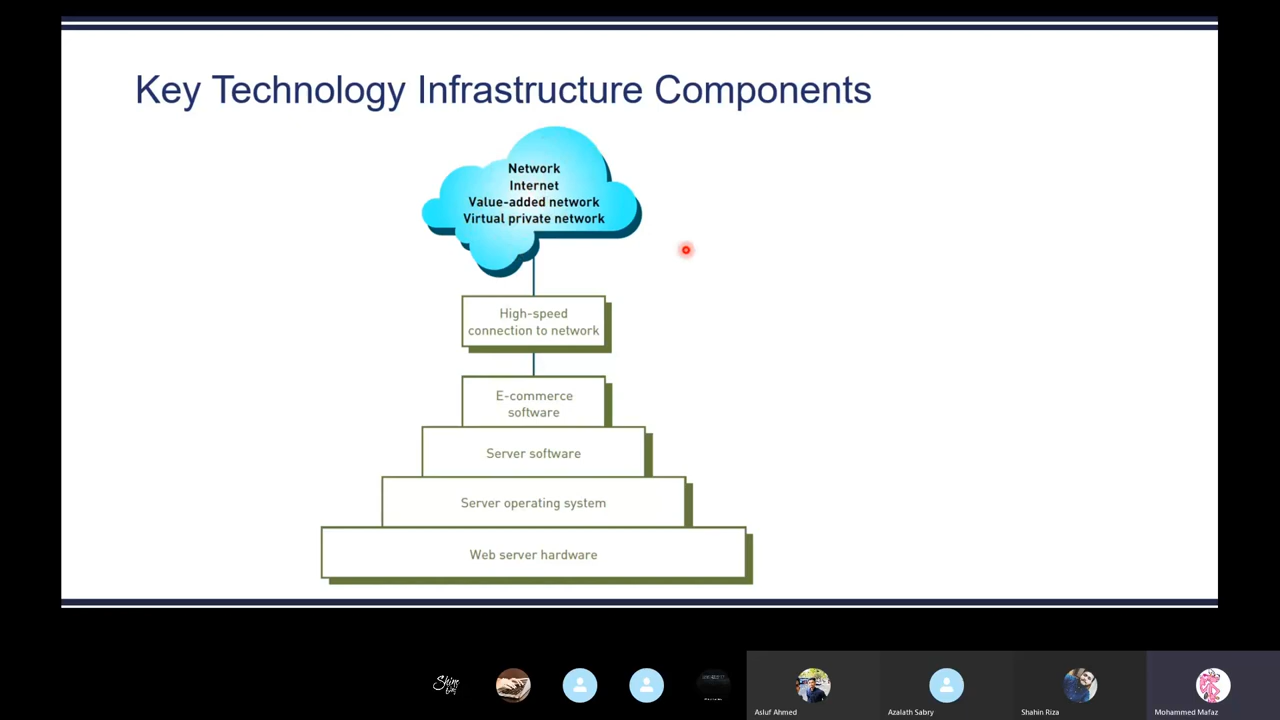 Key Technology Infrastructure Components
Network
Internet
Value-added network
Virtual private network
High-speed
connection to network
E-commerce
software
Server software
Server operating system
Web server hardware
Asluf Ahmed
Azalath Sabry
Shahin Riza
Mohammed Mafaz